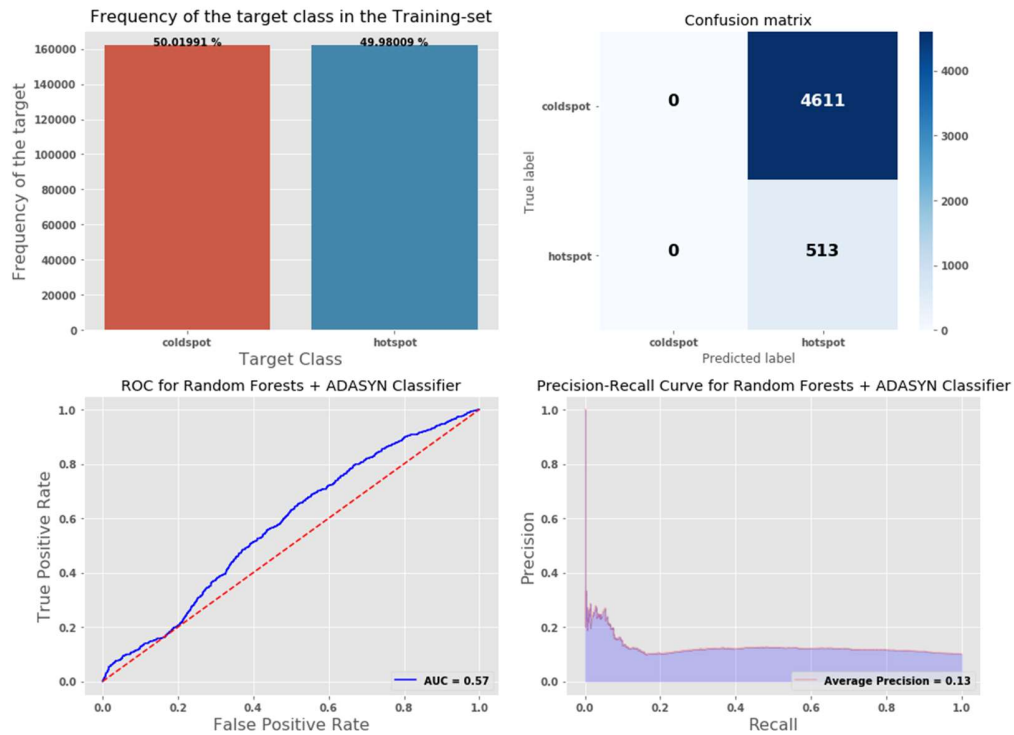 Frequency of the target class in the Training-set
50.01991 %
49.98009 %
160000
140000
120000
100000
80000
60000
40000
20000
0
Frequency of the target
coldspot
hotspot
Target Class
Confusion matrix
coldspot
0
4611
hotspot
0
513
True label
coldspot
hotspot
Predicted label
4000
3000
2000
1000
0
ROC for Random Forests + ADASYN Classifier
1.0
0.8
0.6
0.4
0.2
0.0
True Positive Rate
AUC = 0.57
0.0
0.2
0.4
0.6
0.8
1.0
False Positive Rate
Precision-Recall Curve for Random Forests + ADASYN Classifier
1.0
0.8
0.6
0.4
0.2
0.0
Precision
Average Precision = 0.13
0.0
0.2
0.4
0.6
0.8
1.0
Recall